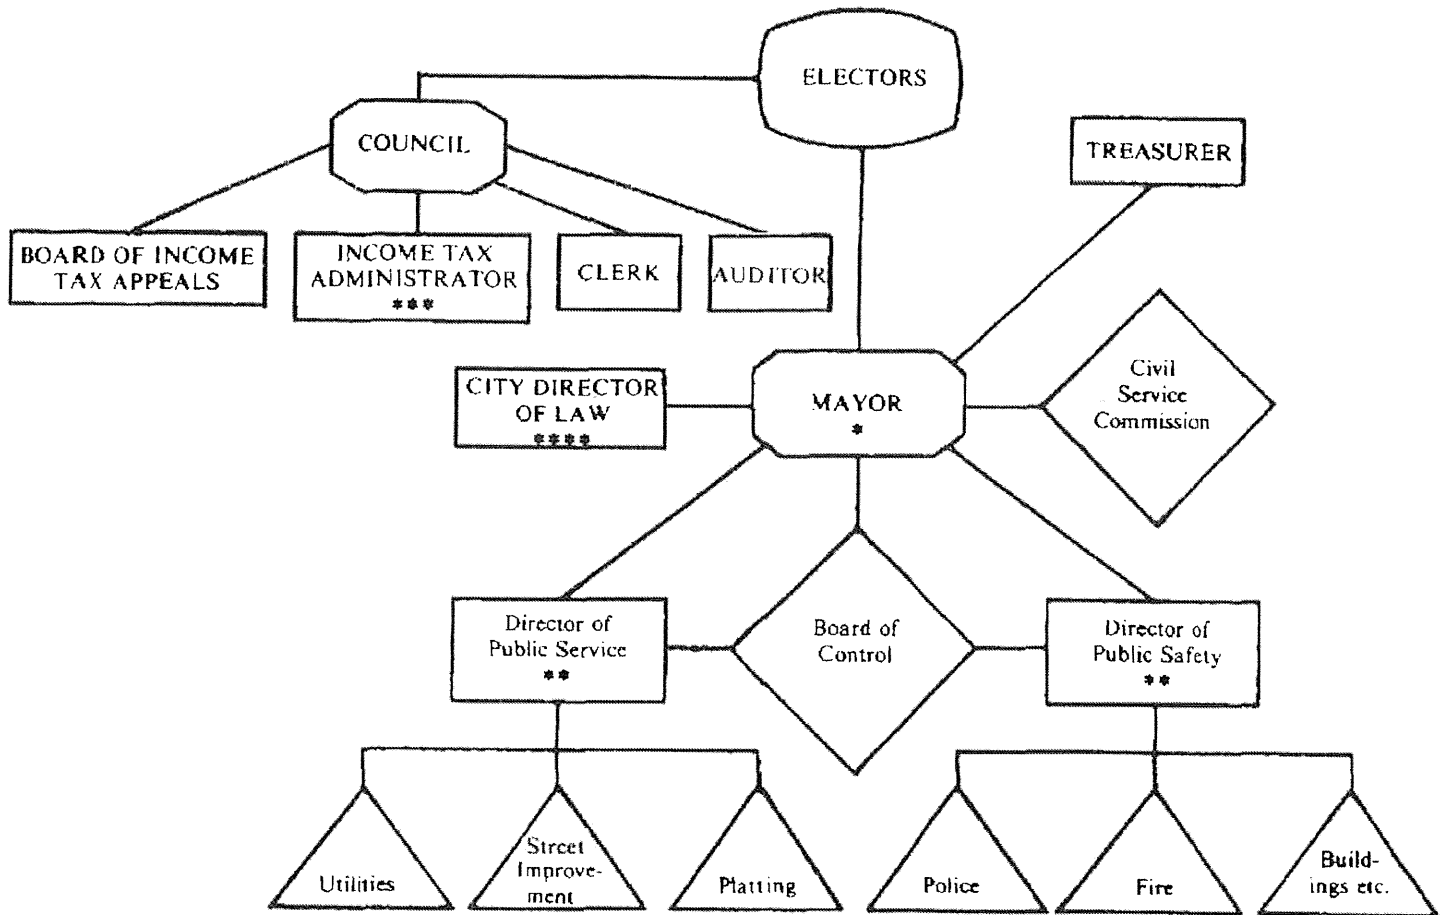 ELECTORS
COUNCIL
TREASURER
BOARD OF INCOME
TAX APPEALS
INCOME TAX
ADMINISTRATOR
***
CLERK
AUDITOR
CITY DIRECTOR
OF LAW
****
MAYOR
*
Civil
Service
Commission
Director of
Public Service
**
Board of
Control
Director of
Public Safety
**
Utilities
Street
Improve-
ment
Platting
Police
Fire
Build-
ings etc.